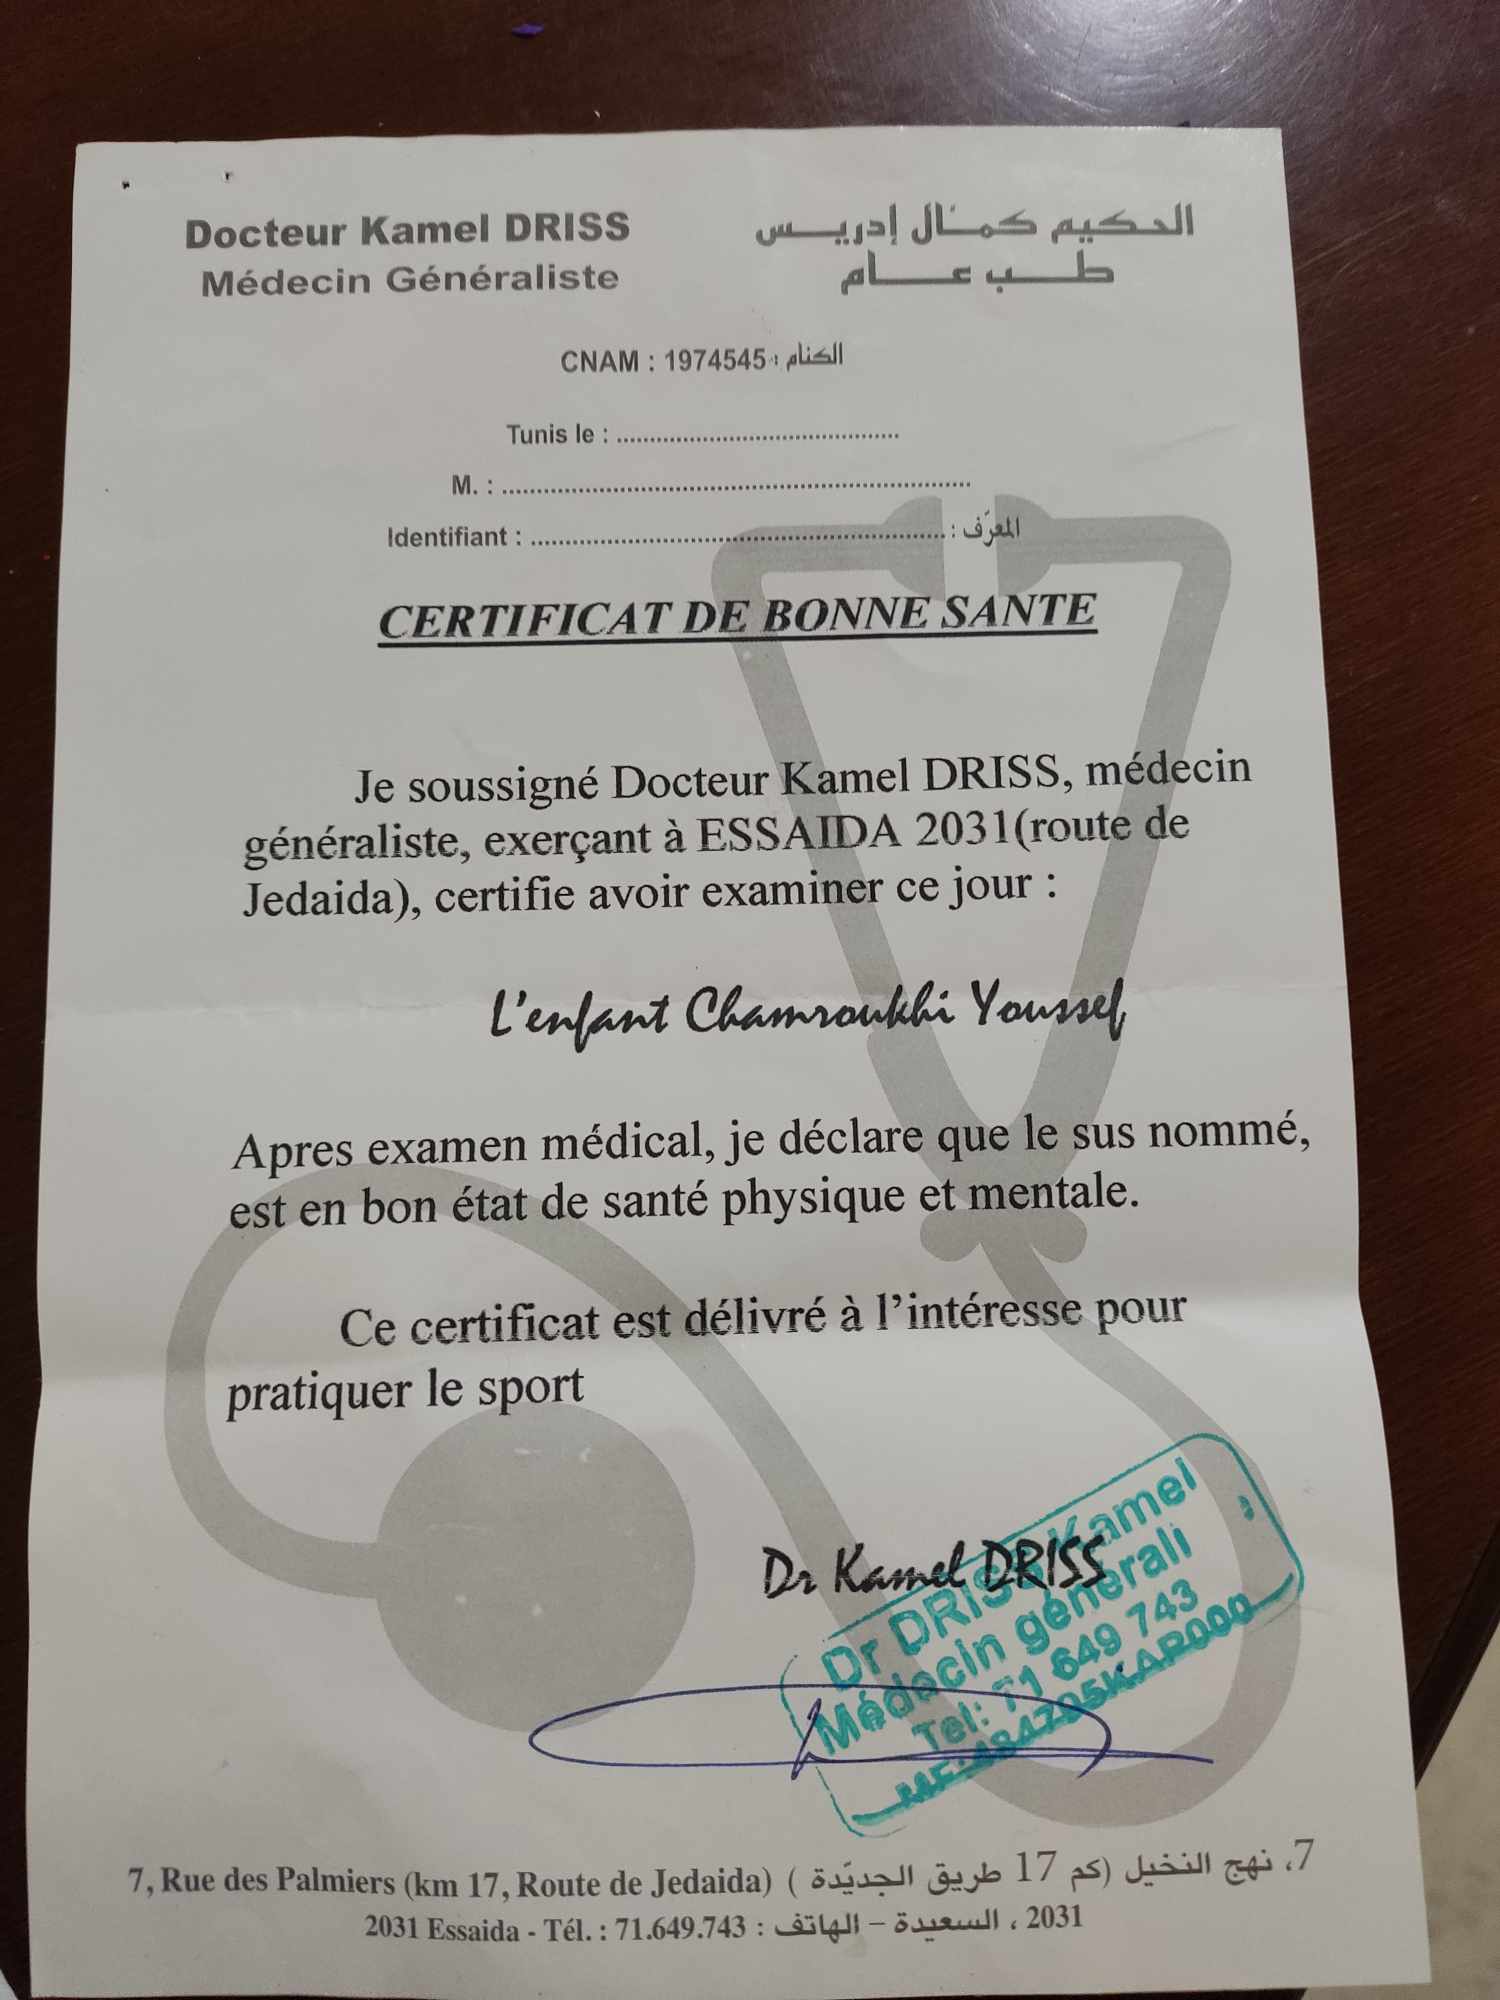 Docteur Kamel DRISS
Médecin Généraliste
الحكيم كمال إدريس
طب عام
CNAM : 1974545 : الكنام
Tunis le : ...........................................
M. : ......................................................................
Identifiant : .............................................................. : المعرّف
CERTIFICAT DE BONNE SANTE
Je soussigné Docteur Kamel DRISS, médecin
généraliste, exerçant à ESSAIDA 2031(route de
Jedaida), certifie avoir examiner ce jour :
L'enfant Chamroukhi Youssef
Apres examen médical, je déclare que le sus nommé,
est en bon état de santé physique et mentale.
Ce certificat est délivré à l'intéresse pour
pratiquer le sport
Dr Kamel DRISS
Dr DRISS Kamel
Médecin générali
Tel: 71 649 743
7, Rue des Palmiers (km 17, Route de Jedaida) ( 7، نهج النخيل (كم 17 طريق الجديّدة
2031 Essaida - Tél. : 71.649.743 : 2031 ، السعيدة – الهاتف